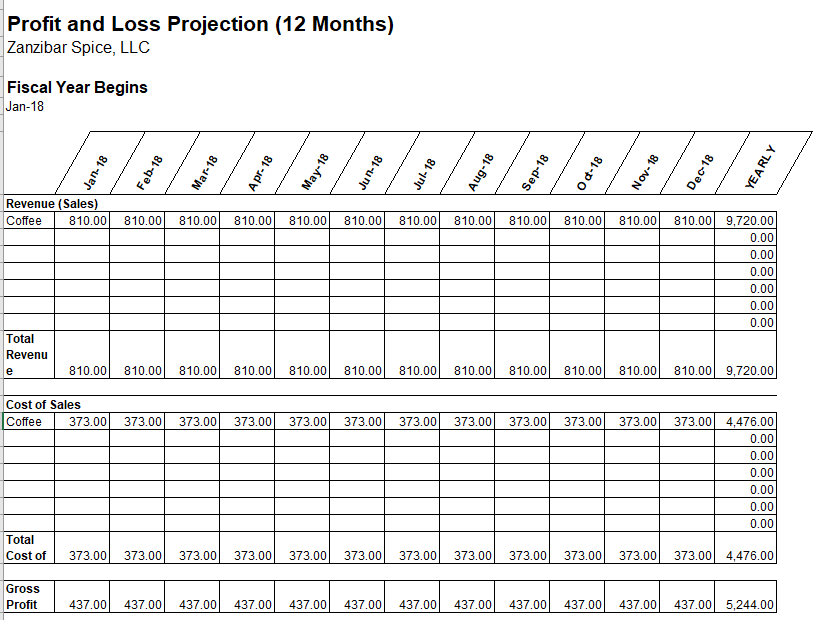 Profit and Loss Projection (12 Months)
Zanzibar Spice, LLC
Fiscal Year Begins
Jan-18
Jan-18 Feb-18 Mar-18 Apr-18 May-18 Jun-18 Jul-18 Aug-18 Sep-18 Oct-18 Nov-18 Dec-18 YEARLY
Revenue (Sales)
Coffee 810.00 810.00 810.00 810.00 810.00 810.00 810.00 810.00 810.00 810.00 810.00 810.00 9,720.00
0.00
0.00
0.00
0.00
0.00
0.00
Total
Revenu
e 810.00 810.00 810.00 810.00 810.00 810.00 810.00 810.00 810.00 810.00 810.00 810.00 9,720.00
Cost of Sales
Coffee 373.00 373.00 373.00 373.00 373.00 373.00 373.00 373.00 373.00 373.00 373.00 373.00 4,476.00
0.00
0.00
0.00
0.00
0.00
0.00
Total
Cost of 373.00 373.00 373.00 373.00 373.00 373.00 373.00 373.00 373.00 373.00 373.00 373.00 4,476.00
Gross
Profit 437.00 437.00 437.00 437.00 437.00 437.00 437.00 437.00 437.00 437.00 437.00 437.00 5,244.00